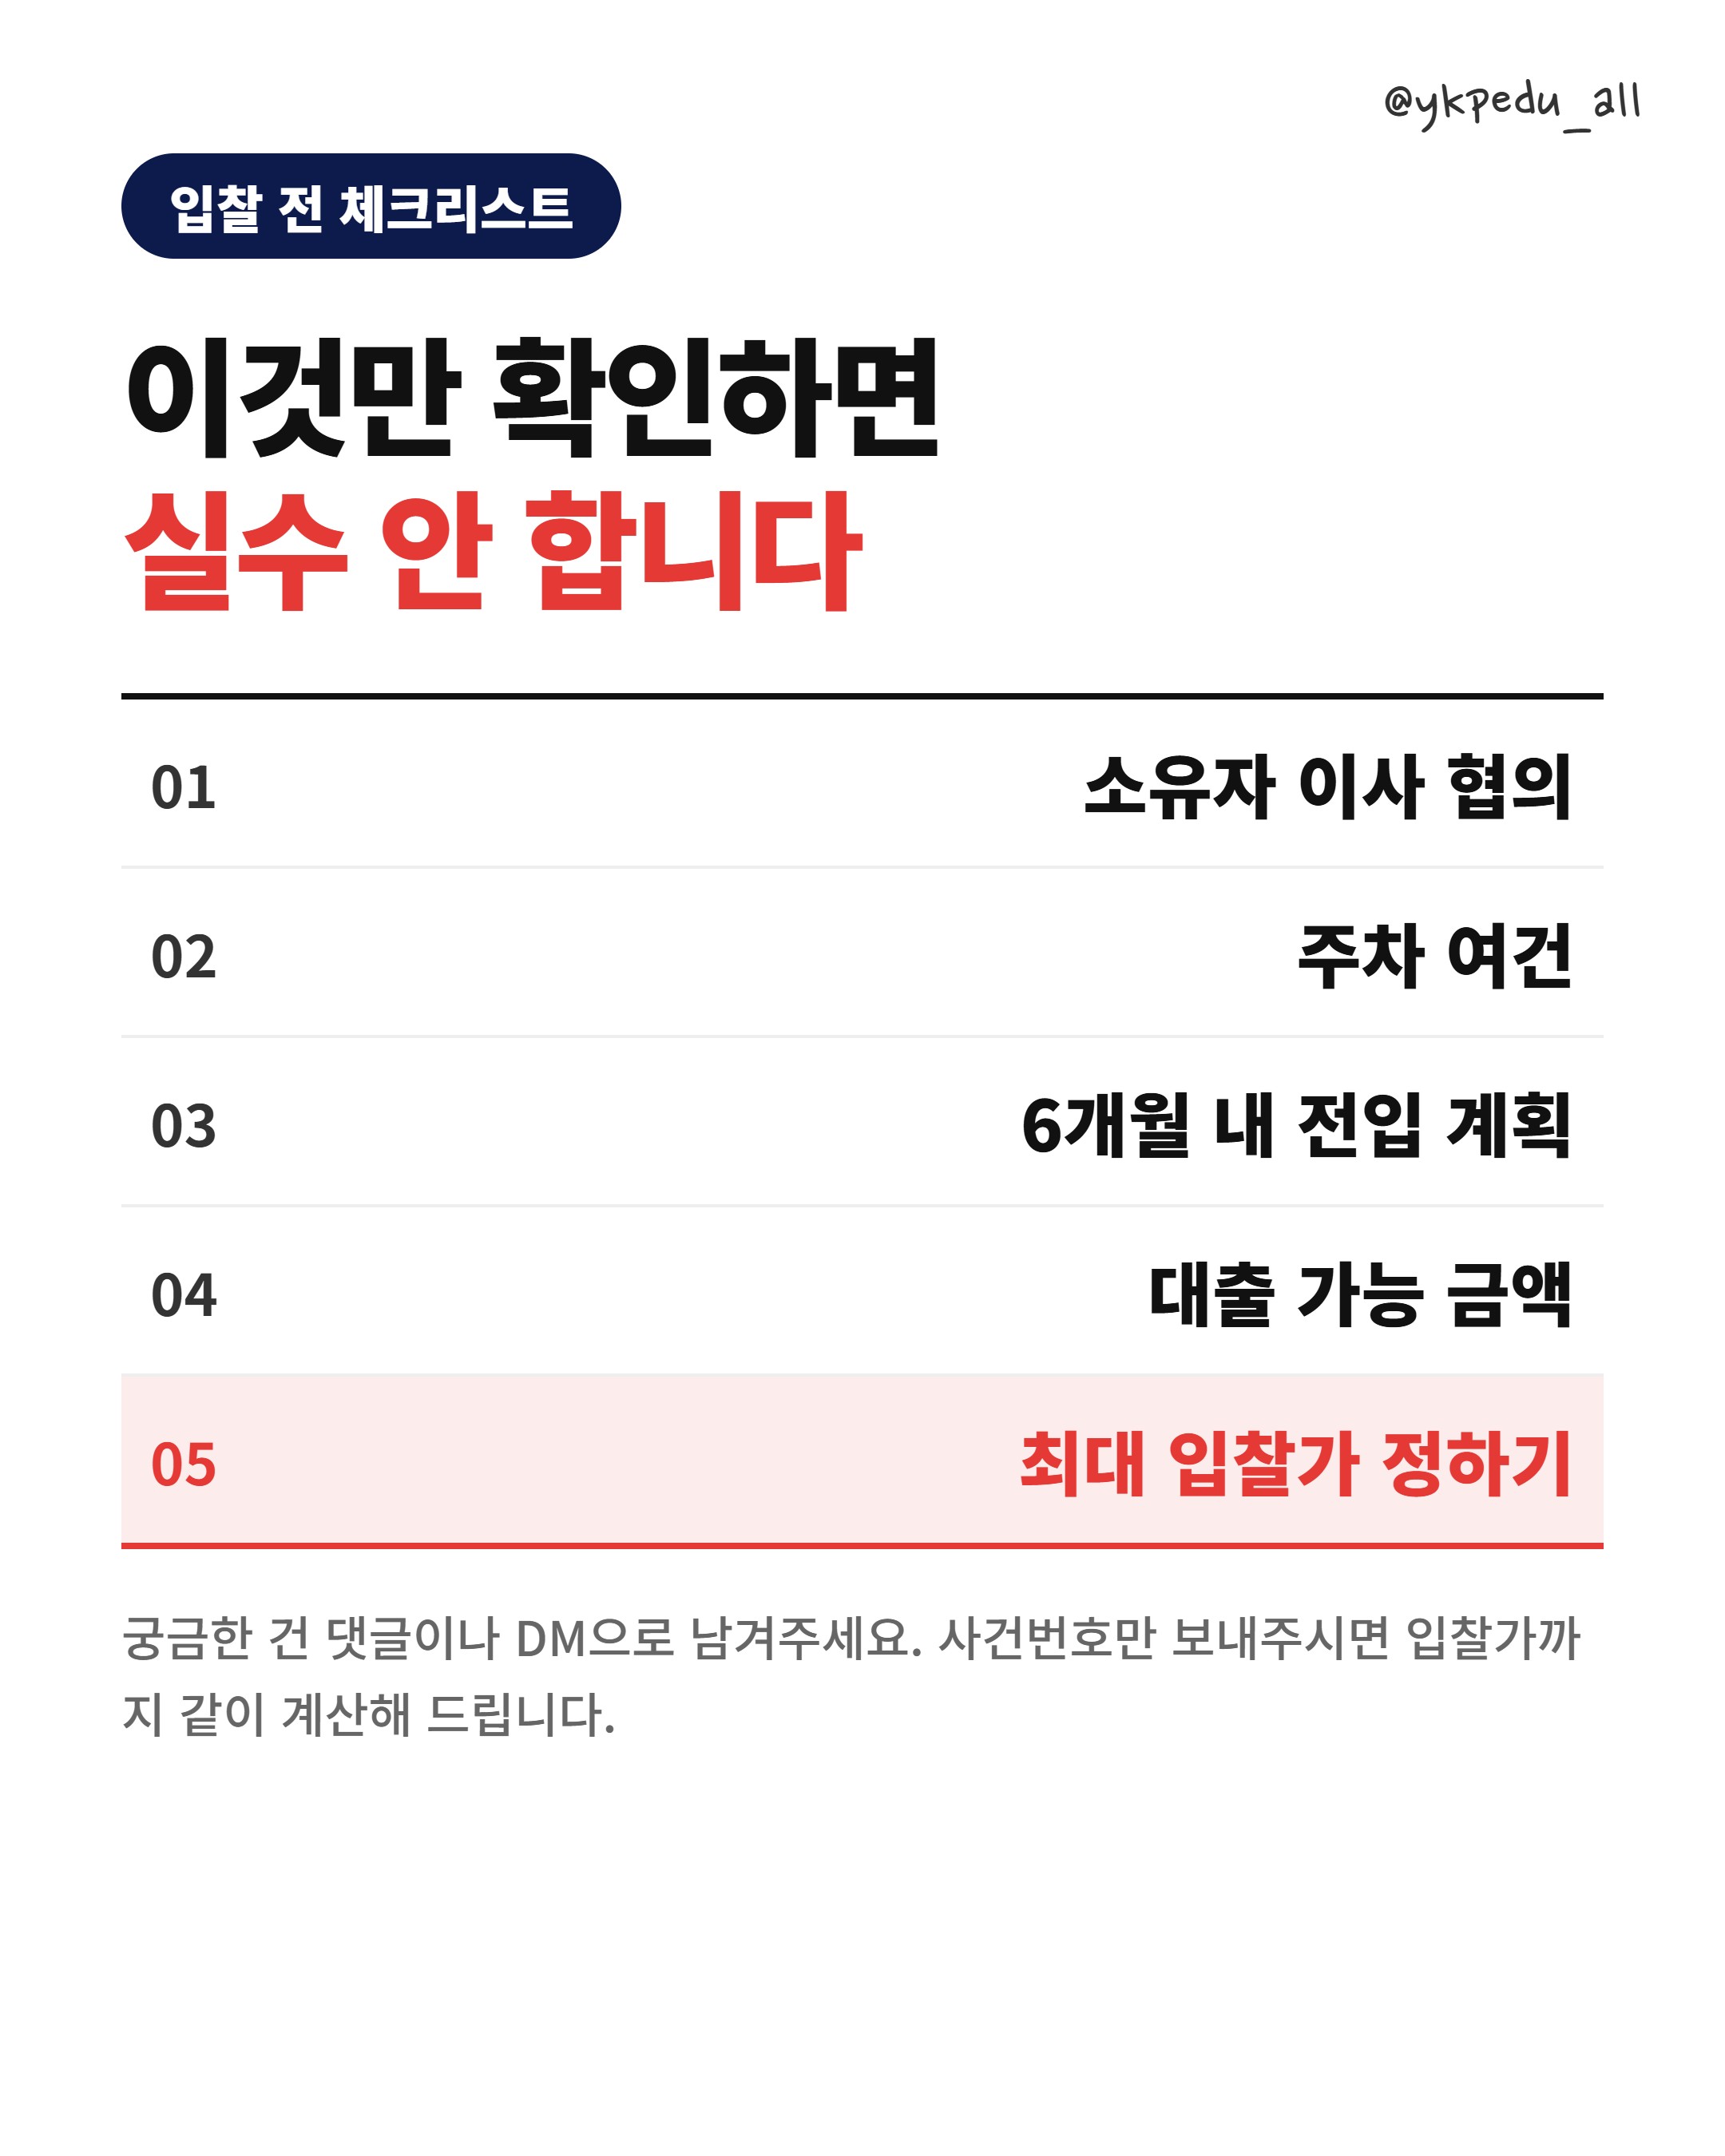 @ykpedu_all
입찰 전 체크리스트
이것만 확인하면
실수 안 합니다
01 소유자 이사 협의
02 주차 여건
03 6개월 내 전입 계획
04 대출 가능 금액
05 최대 입찰가 정하기
궁금한 건 댓글이나 DM으로 남겨주세요. 사건번호만 보내주시면 입찰가까
지 같이 계산해 드립니다.